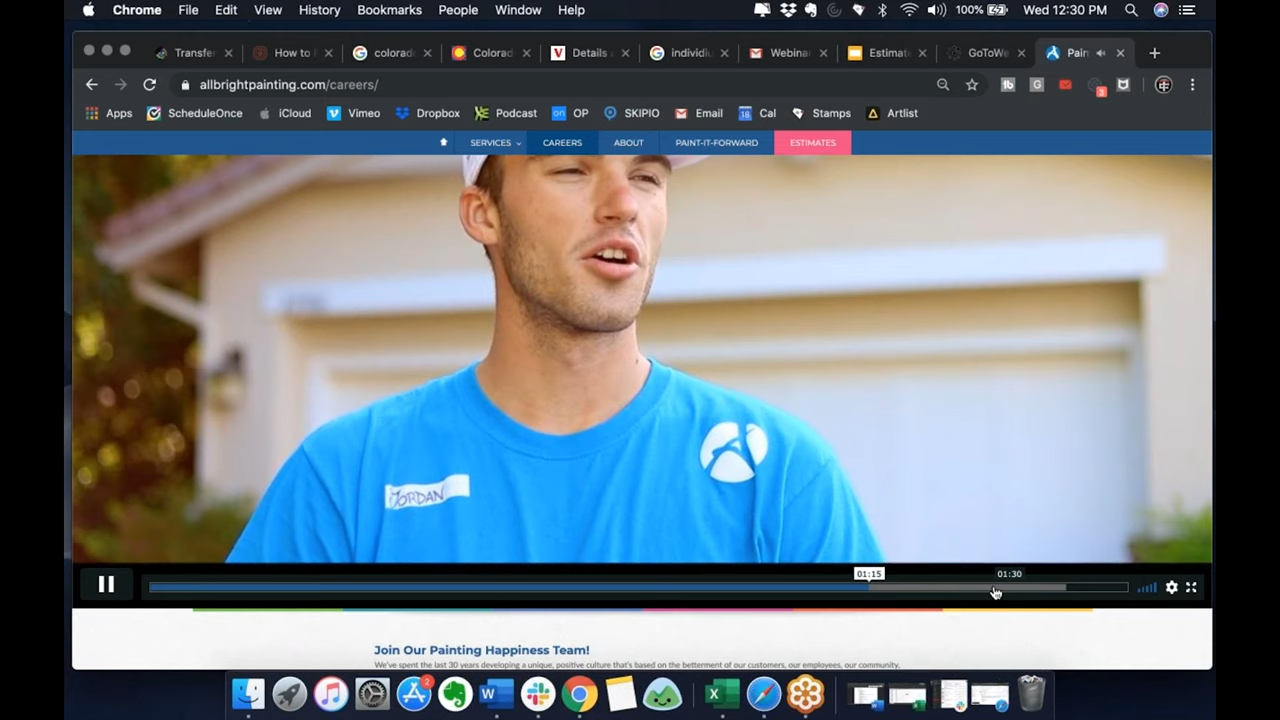 Chrome File Edit View History Bookmarks People Window Help 100% Wed 12:30 PM
Transfe How to colorad Colorad Details Google individu Webina Estimat GoToWe Pain
allbrightpainting.com/careers/
Apps ScheduleOnce iCloud Vimeo Dropbox Podcast on OP SKIPIO Email 18 Cal Stamps Artlist
SERVICES CAREERS ABOUT PAINT-IT-FORWARD ESTIMATES
JORDAN
01:15 01:30
Join Our Painting Happiness Team!
We've spent the last 30 years developing a unique, positive culture that's based on the betterment of our customers, our employees, our community,